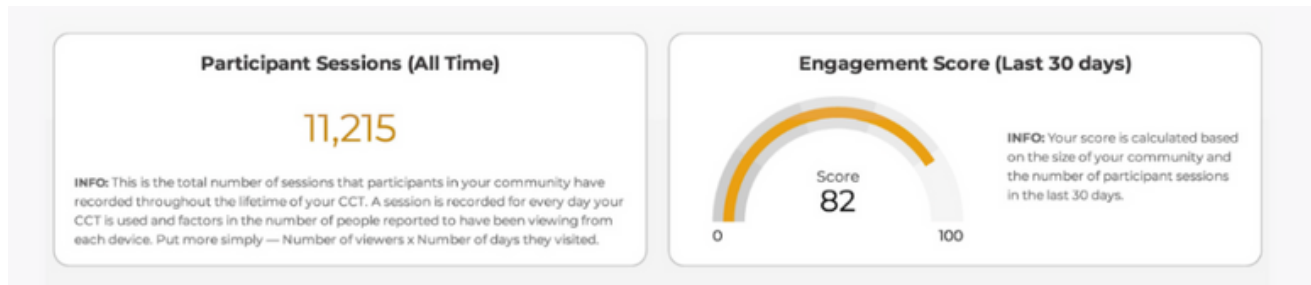 Participant Sessions (All Time)
11,215
INFO: This is the total number of sessions that participants in your community have
recorded throughout the lifetime of your CCT. A session is recorded for every day your
CCT is used and factors in the number of people reported to have been viewing from
each device. Put more simply — Number of viewers x Number of days they visited.
Engagement Score (Last 30 days)
Score
82
0
100
INFO: Your score is calculated based
on the size of your community and
the number of participant sessions
in the last 30 days.